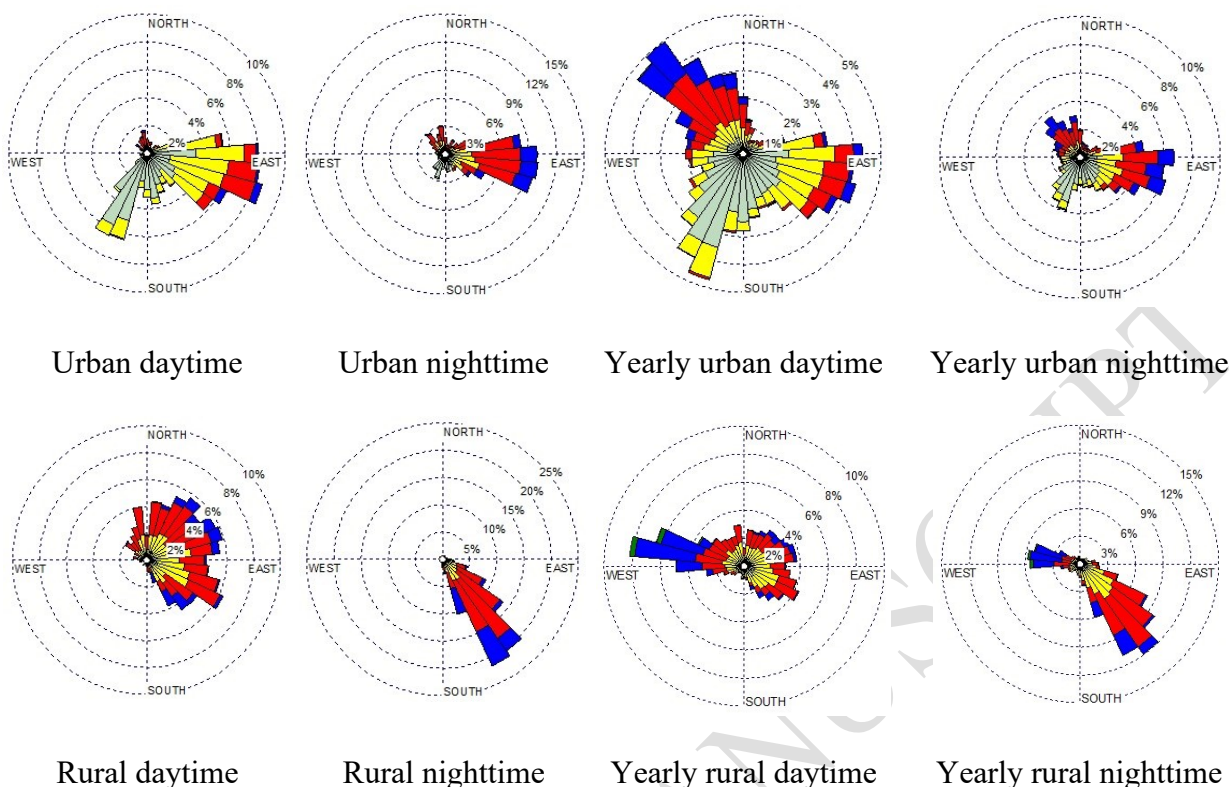 NORTH
10%
8%
6%
4%
2%
WEST
EAST
SOUTH
NORTH
15%
12%
9%
6%
3%
WEST
EAST
SOUTH
NORTH
5%
4%
3%
2%
1%
WEST
EAST
SOUTH
NORTH
10%
8%
6%
4%
2%
WEST
EAST
SOUTH
Urban daytime
Urban nighttime
Yearly urban daytime
Yearly urban nighttime
NORTH
10%
8%
6%
4%
2%
WEST
EAST
SOUTH
NORTH
25%
20%
15%
10%
5%
WEST
EAST
SOUTH
NORTH
10%
8%
6%
4%
2%
WEST
EAST
SOUTH
NORTH
15%
12%
9%
6%
3%
WEST
EAST
SOUTH
Rural daytime
Rural nighttime
Yearly rural daytime
Yearly rural nighttime